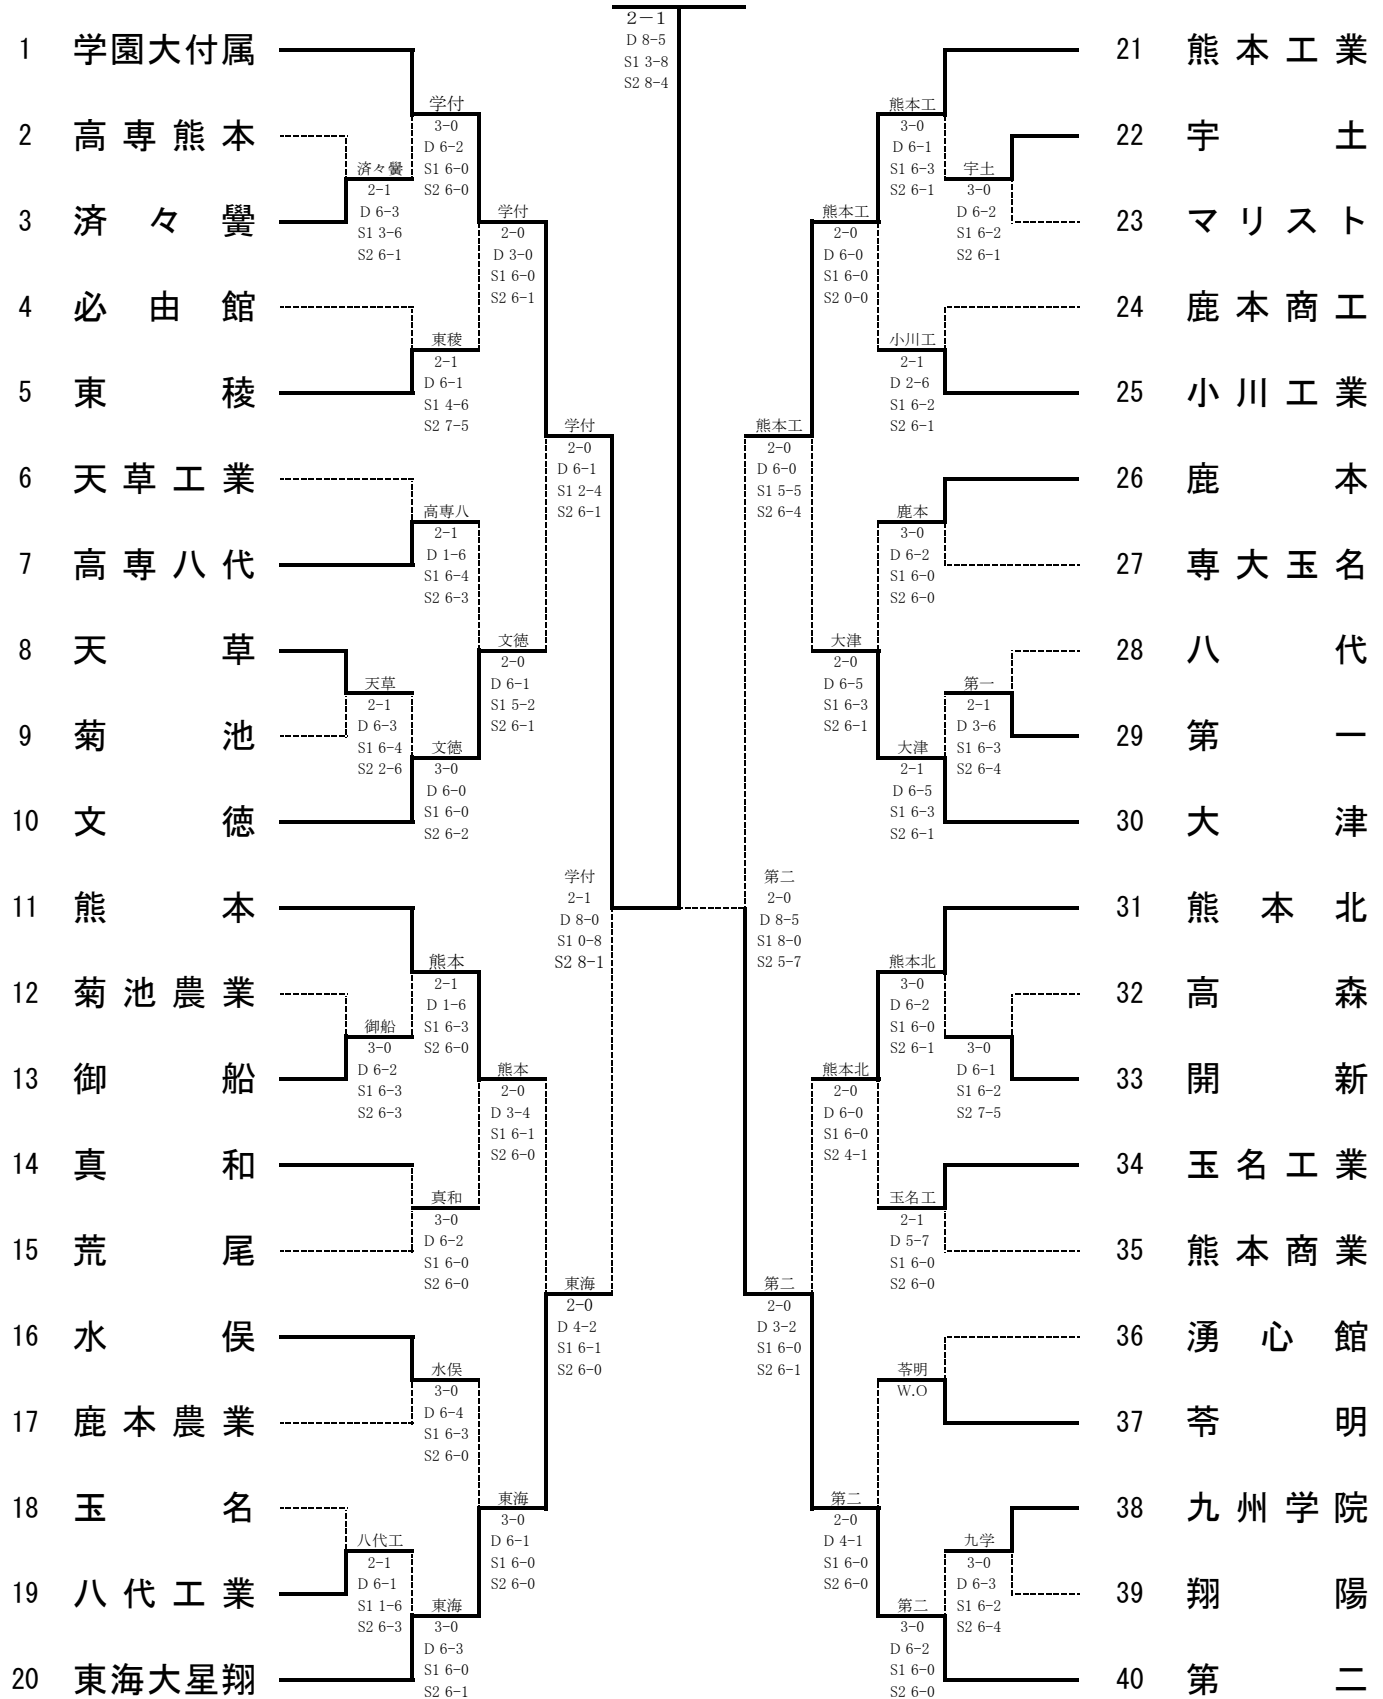 2－1
D 8-5
S1 3-8
S2 8-4
1 学園大付属
2 高専熊本
3 済々黌
4 必由館
5 東稜
6 天草工業
7 高専八代
8 天草
9 菊池
10 文徳
11 熊本
12 菊池農業
13 御船
14 真和
15 荒尾
16 水俣
17 鹿本農業
18 玉名
19 八代工業
20 東海大星翔
済々黌
2-1
D 6-3
S1 3-6
S2 6-1
天草
2-1
D 6-3
S1 6-4
S2 2-6
御船
3-0
D 6-2
S1 6-3
S2 6-3
八代工
2-1
D 6-1
S1 1-6
S2 6-3
学付
3-0
D 6-2
S1 6-0
S2 6-0
東稜
2-1
D 6-1
S1 4-6
S2 7-5
高専八
2-1
D 1-6
S1 6-4
S2 6-3
文徳
3-0
D 6-0
S1 6-0
S2 6-2
熊本
2-1
D 1-6
S1 6-3
S2 6-0
真和
3-0
D 6-2
S1 6-0
S2 6-0
水俣
3-0
D 6-4
S1 6-3
S2 6-0
東海
3-0
D 6-3
S1 6-0
S2 6-1
学付
2-0
D 3-0
S1 6-0
S2 6-1
文徳
2-0
D 6-1
S1 5-2
S2 6-1
熊本
2-0
D 3-4
S1 6-1
S2 6-0
東海
3-0
D 6-1
S1 6-0
S2 6-0
学付
2-0
D 6-1
S1 2-4
S2 6-1
東海
2-0
D 4-2
S1 6-1
S2 6-0
学付
2-1
D 8-0
S1 0-8
S2 8-1
第二
2-0
D 8-5
S1 8-0
S2 5-7
熊本工
2-0
D 6-0
S1 5-5
S2 6-4
第二
2-0
D 3-2
S1 6-0
S2 6-1
熊本工
2-0
D 6-0
S1 6-0
S2 0-0
大津
2-0
D 6-5
S1 6-3
S2 6-1
熊本北
2-0
D 6-0
S1 6-0
S2 4-1
第二
2-0
D 4-1
S1 6-0
S2 6-0
熊本工
3-0
D 6-1
S1 6-3
S2 6-1
小川工
2-1
D 2-6
S1 6-2
S2 6-1
鹿本
3-0
D 6-2
S1 6-0
S2 6-0
大津
2-1
D 6-5
S1 6-3
S2 6-1
熊本北
3-0
D 6-2
S1 6-0
S2 6-1
玉名工
2-1
D 5-7
S1 6-0
S2 6-0
苓明
W.O
第二
3-0
D 6-2
S1 6-0
S2 6-0
宇土
3-0
D 6-2
S1 6-2
S2 6-1
第一
2-1
D 3-6
S1 6-3
S2 6-4
3-0
D 6-1
S1 6-2
S2 7-5
九学
3-0
D 6-3
S1 6-2
S2 6-4
21 熊本工業
22 宇土
23 マリスト
24 鹿本商工
25 小川工業
26 鹿本
27 専大玉名
28 八代
29 第一
30 大津
31 熊本北
32 高森
33 開新
34 玉名工業
35 熊本商業
36 湧心館
37 苓明
38 九州学院
39 翔陽
40 第二